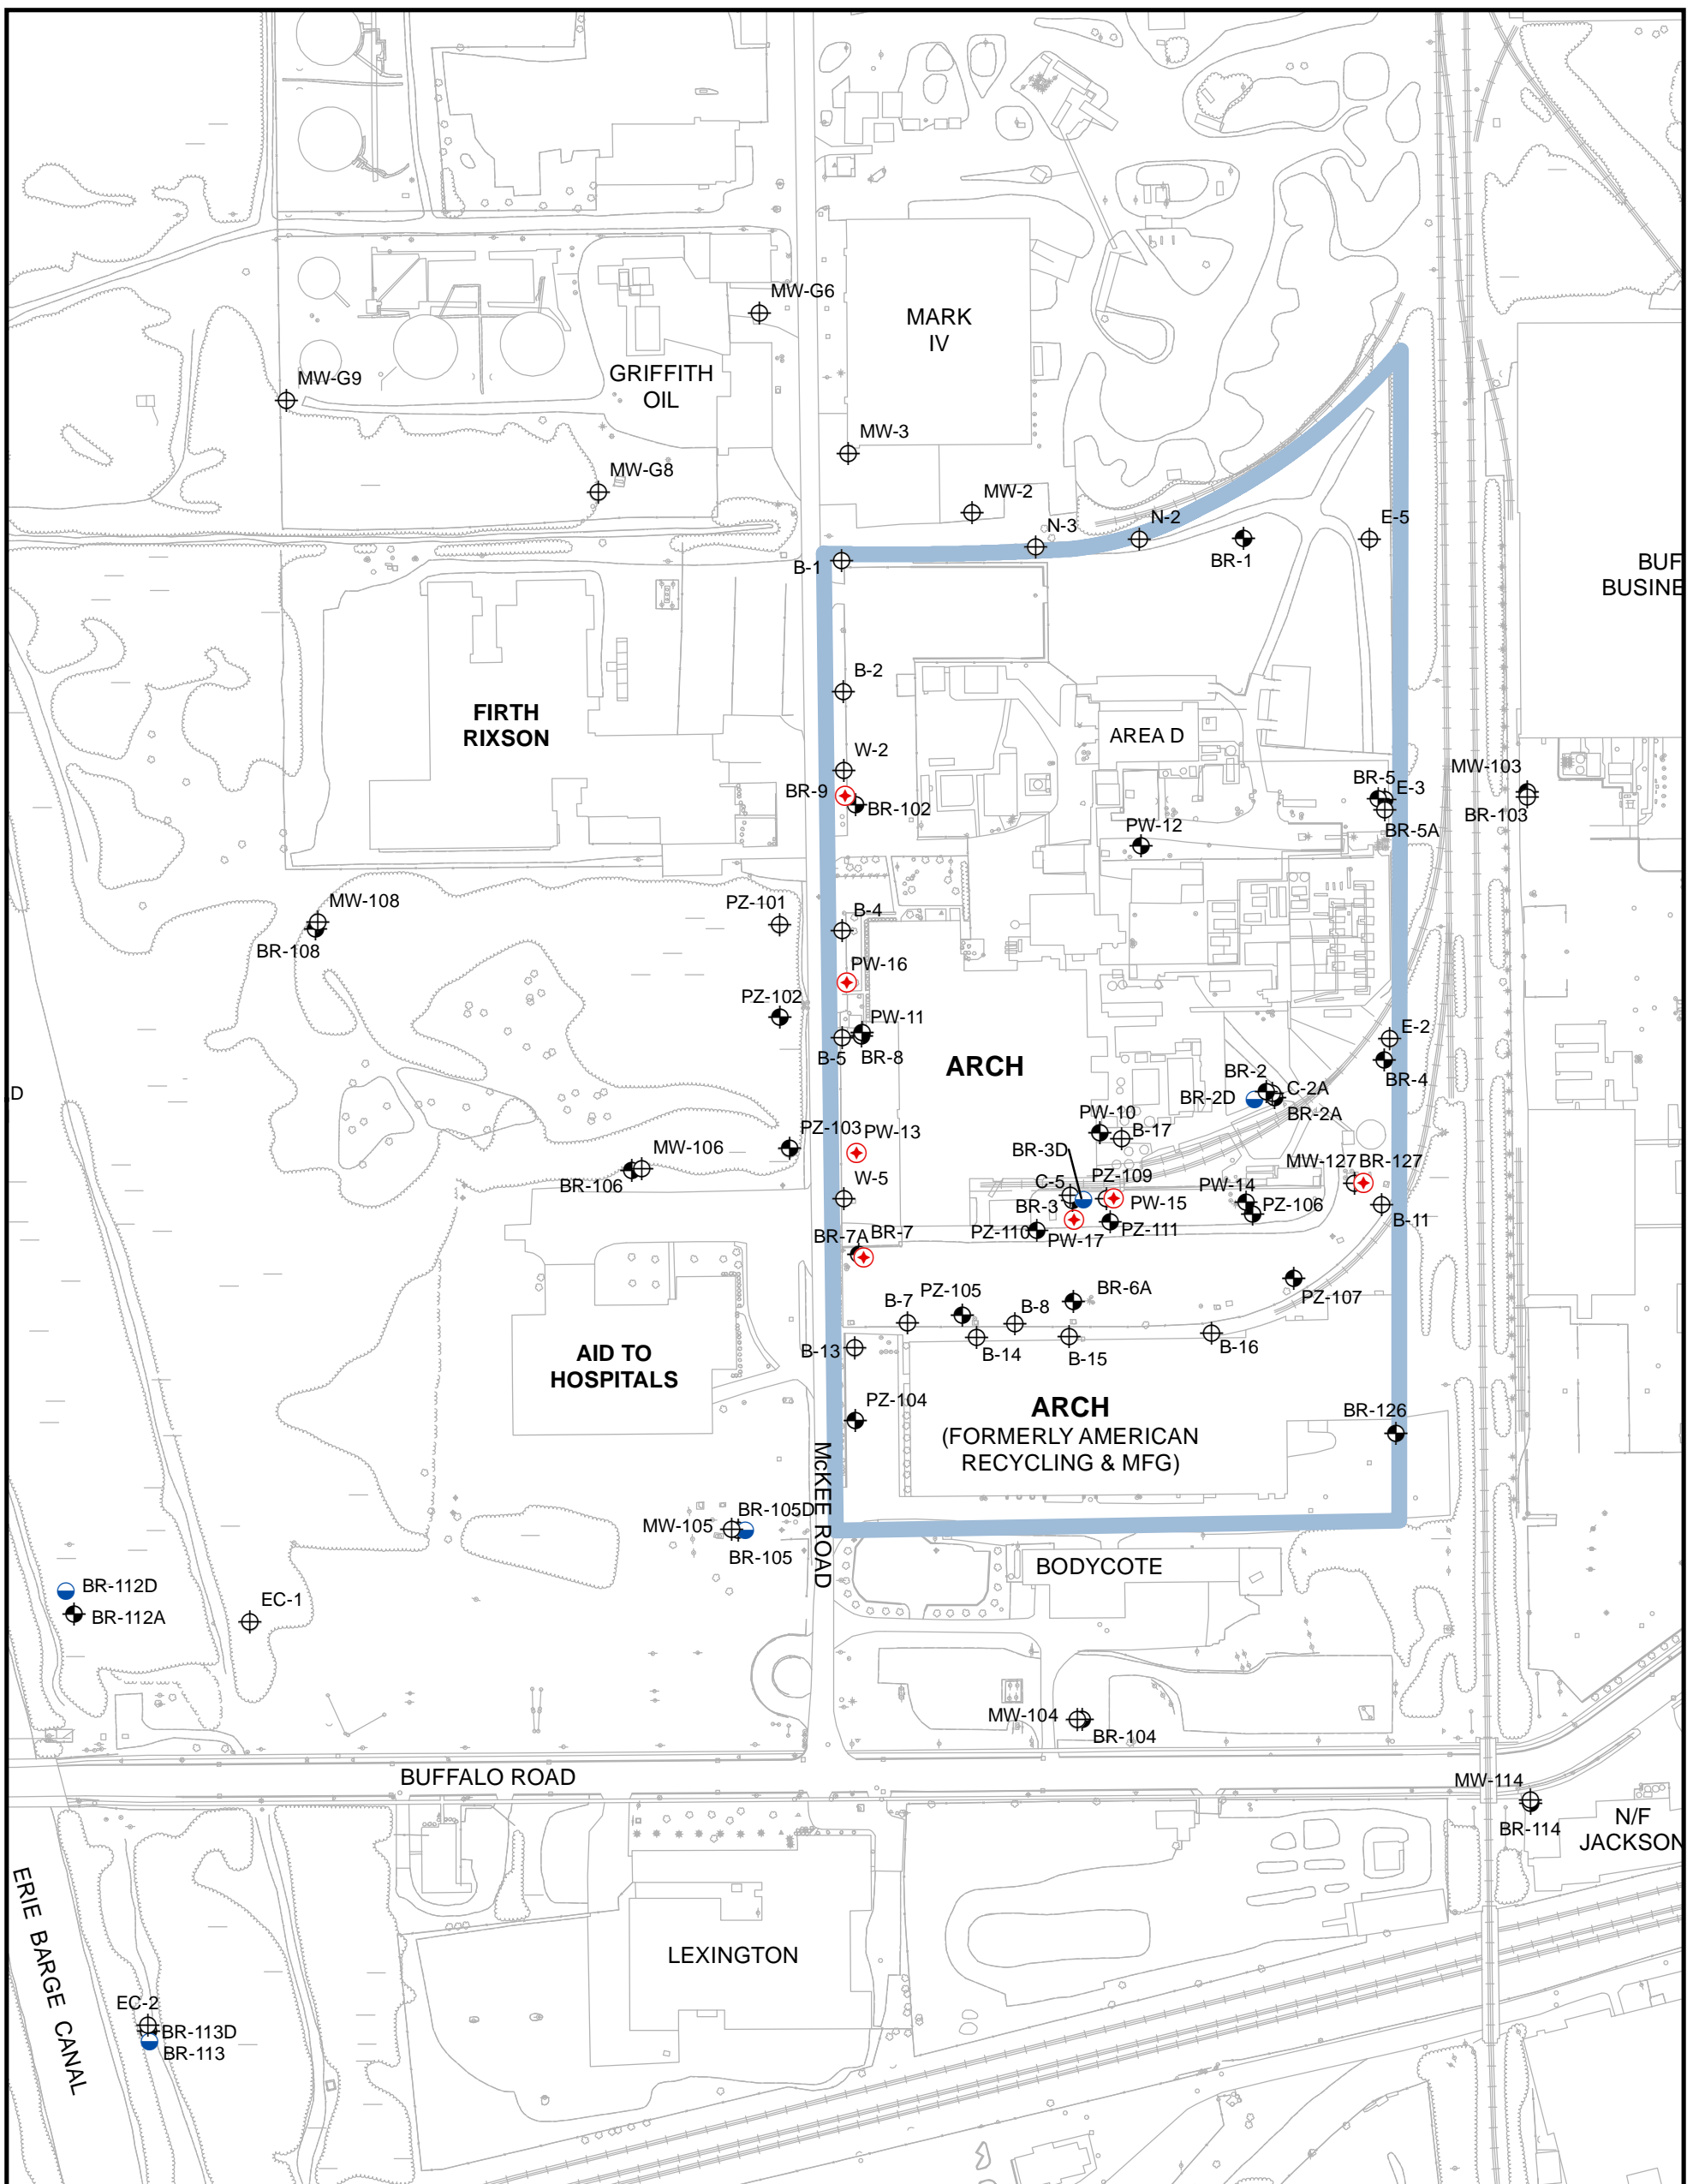 MW-G6
MARK
IV
MW-G9
GRIFFITH
OIL
MW-3
MW-G8
MW-2
N-3
N-2
E-5
BR-1
B-1
BUF
BUSINE
B-2
FIRTH
RIXSON
AREA D
W-2
MW-103
BR-5
E-3
BR-9
BR-102
BR-103
PW-12
BR-5A
MW-108
PZ-101
B-4
BR-108
PW-16
PZ-102
PW-11
E-2
B-5
BR-8
ARCH
BR-4
D
BR-2
C-2A
BR-2D
BR-2A
PW-10
B-17
PZ-103
PW-13
MW-106
BR-3D
MW-127
BR-127
BR-106
W-5
C-5
PZ-109
PW-14
BR-3
PW-15
PZ-106
B-11
BR-7A
BR-7
PZ-110
PW-17
PZ-111
PZ-107
BR-6A
B-7
PZ-105
B-8
B-13
B-14
B-15
B-16
AID TO
HOSPITALS
PZ-104
ARCH
(FORMERLY AMERICAN
RECYCLING & MFG)
BR-126
McKEE ROAD
BR-105D
MW-105
BR-105
BODYCOTE
BR-112D
BR-112A
EC-1
MW-104
BR-104
BUFFALO ROAD
MW-114
BR-114
N/F
JACKSON
ERIE BARGE CANAL
LEXINGTON
EC-2
BR-113D
BR-113